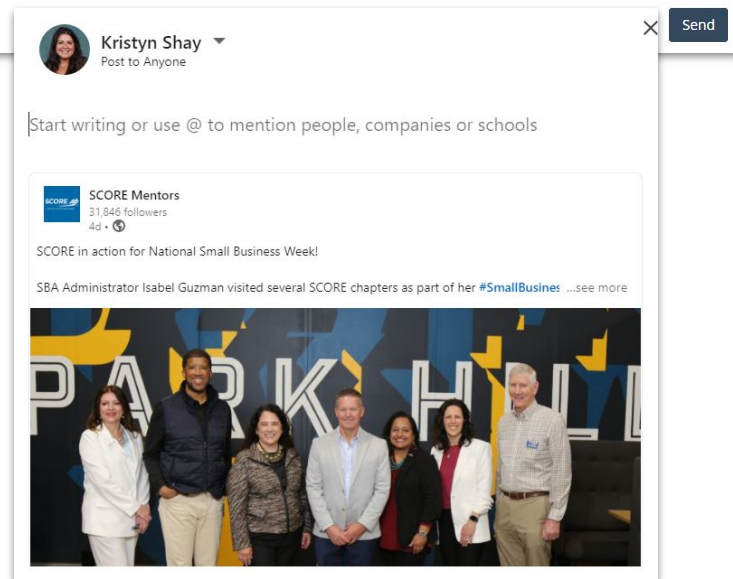 Send
Kristyn Shay
Post to Anyone
Start writing or use @ to mention people, companies or schools
SCORE
SCORE Mentors
31,846 followers
4d •
SCORE in action for National Small Business Week!
SBA Administrator Isabel Guzman visited several SCORE chapters as part of her #SmallBusines ...see more
PARK HILL